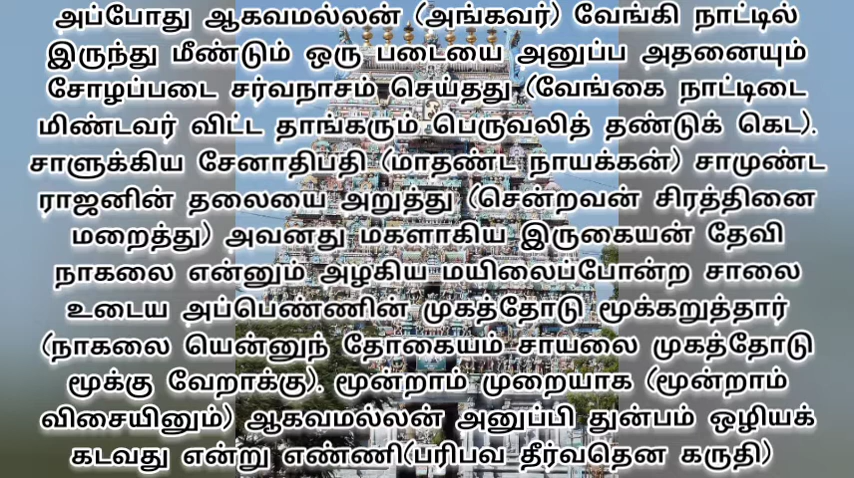 அப்போது ஆகவமல்லன் (அங்கவர்) வேங்கி நாட்டில்
இருந்து மீண்டும் ஒரு படையை அனுப்ப அதனையும்
சோழப்படை சர்வநாசம் செய்தது (வேங்கை நாட்டிடை
மிண்டவர் விட்ட தாங்கரும் பெருவலித் தண்டுக் கெட).
சாளுக்கிய சேனாதிபதி (மாதண்ட நாயக்கன்) சாமுண்ட
ராஜனின் தலையை அறுத்து (சென்றவன் சிரத்தினை
மறைத்து) அவனது மகளாகிய இருகையன் தேவி
நாகலை என்னும் அழகிய மயிலைப்போன்ற சாலை
உடைய அப்பெண்ணின் முகத்தோடு மூக்கறுத்தார்
(நாகலை யென்னுந் தோகையம் சாயலை முகத்தோடு
மூக்கு வேறாக்கு). மூன்றாம் முறையாக (மூன்றாம்
விசையினும்) ஆகவமல்லன் அனுப்பி துன்பம் ஒழியக்
கடவது என்று எண்ணி(பரிபவ தீர்வதென கருதி)